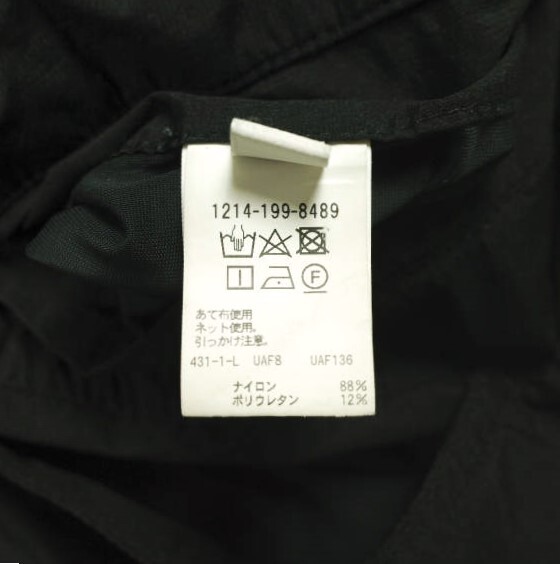 1214-199-8489
F
あて布使用
ネット使用。
引っかけ注意。
431-1-L UAF8 UAF136
ナイロン 88%
ポリウレタン 12%